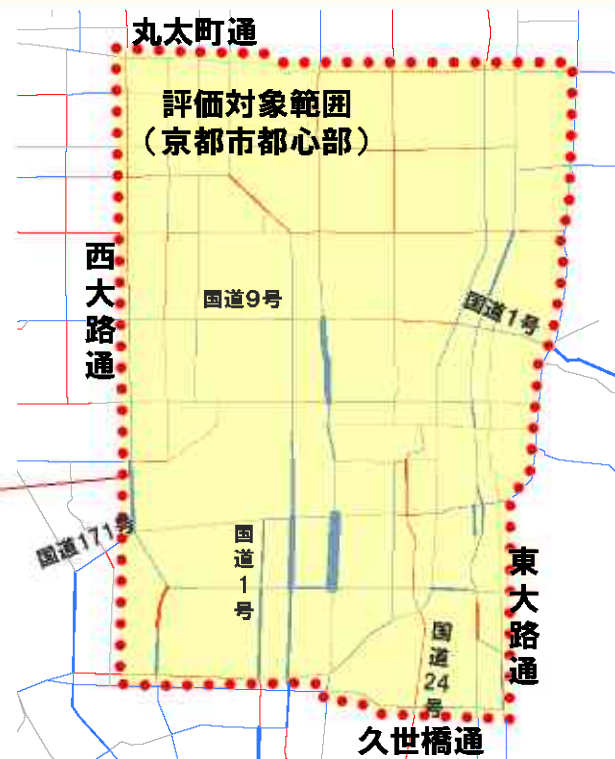 丸太町通
評価対象範囲
（京都市都心部）
西大路通
国道9号
国道1号
国道171号
国道1号
東大路通
国道24号
久世橋通